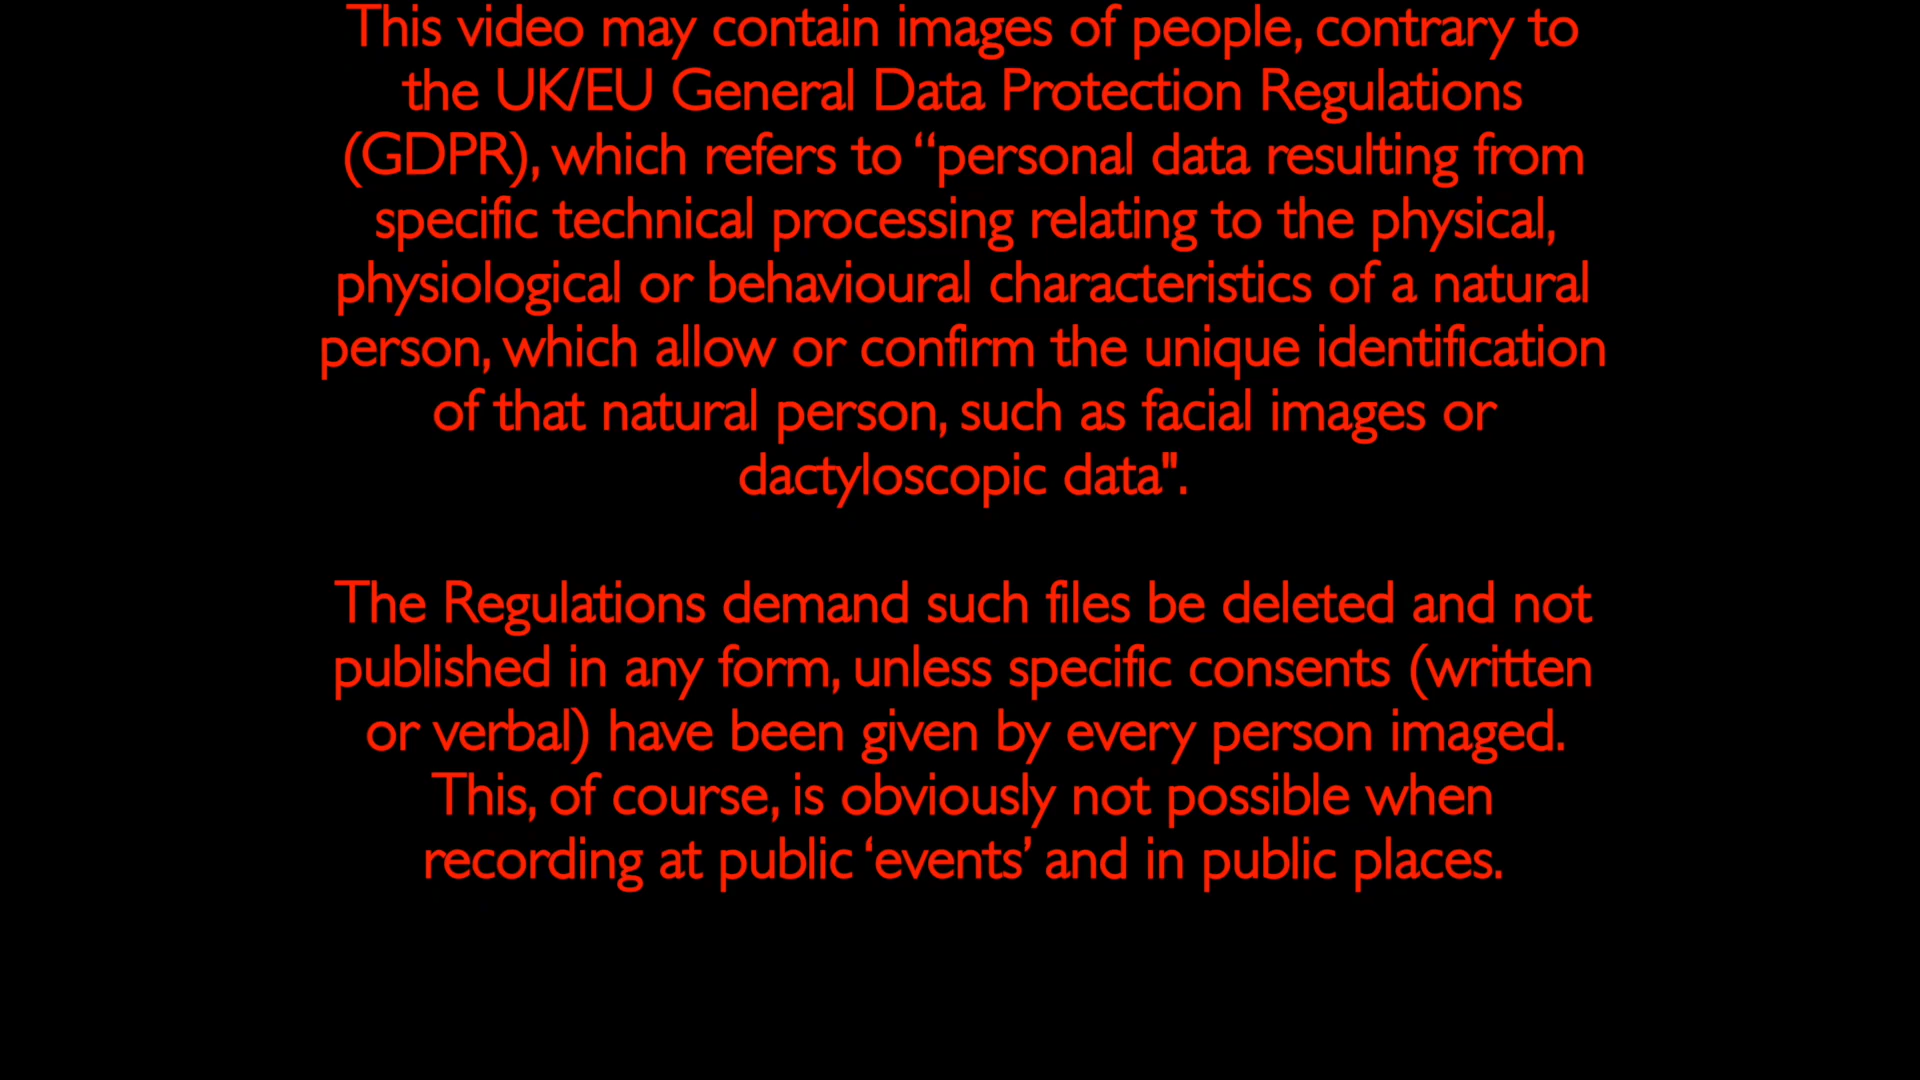 This video may contain images of people, contrary to
the UK/EU General Data Protection Regulations
(GDPR), which refers to “personal data resulting from
specific technical processing relating to the physical,
physiological or behavioural characteristics of a natural
person, which allow or confirm the unique identification
of that natural person, such as facial images or
dactyloscopic data".
The Regulations demand such files be deleted and not
published in any form, unless specific consents (written
or verbal) have been given by every person imaged.
This, of course, is obviously not possible when
recording at public ‘events’ and in public places.